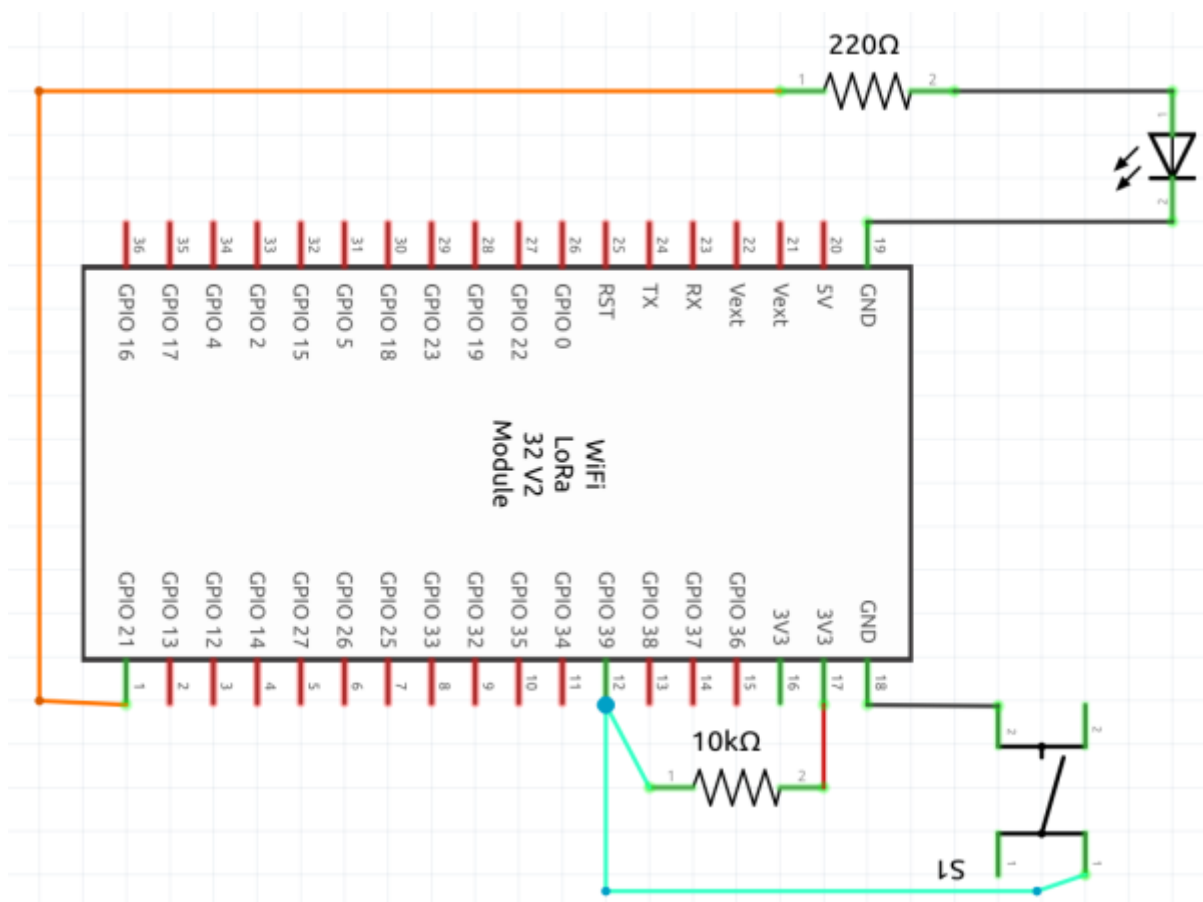 220Ω
1 2
1
2
36 35 34 33 32 31 30 29 28 27 26 25 24 23 22 21 20 19
GPIO 16 GPIO 17 GPIO 4 GPIO 2 GPIO 15 GPIO 5 GPIO 18 GPIO 23 GPIO 19 GPIO 22 GPIO 0 RST TX RX Vext Vext 5V GND
WiFi
LoRa
32 V2
Module
GPIO 21 GPIO 13 GPIO 12 GPIO 14 GPIO 27 GPIO 26 GPIO 25 GPIO 33 GPIO 32 GPIO 35 GPIO 34 GPIO 39 GPIO 38 GPIO 37 GPIO 36 3V3 3V3 GND
1 2 3 4 5 6 7 8 9 10 11 12 13 14 15 16 17 18
2 2
10kΩ
1 2
1 1
S1